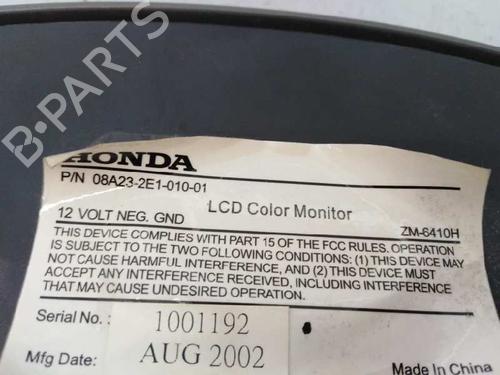 B-PARTS
HONDA
P/N 08A23-2E1-010-01
LCD Color Monitor
12 VOLT NEG. GND ZM-6410H
THIS DEVICE COMPLIES WITH PART 15 OF THE FCC RULES. OPERATION
IS SUBJECT TO THE TWO FOLLOWING CONDITIONS: (1) THIS DEVICE MAY
NOT CAUSE HARMFUL INTERFERENCE, AND (2) THIS DEVICE MUST
ACCEPT ANY INTERFERENCE RECEIVED, INCLUDING INTERFERENCE
THAT MAY CAUSE UNDESIRED OPERATION.
Serial No.: 1001192
Mfg Date: AUG 2002
Made In China